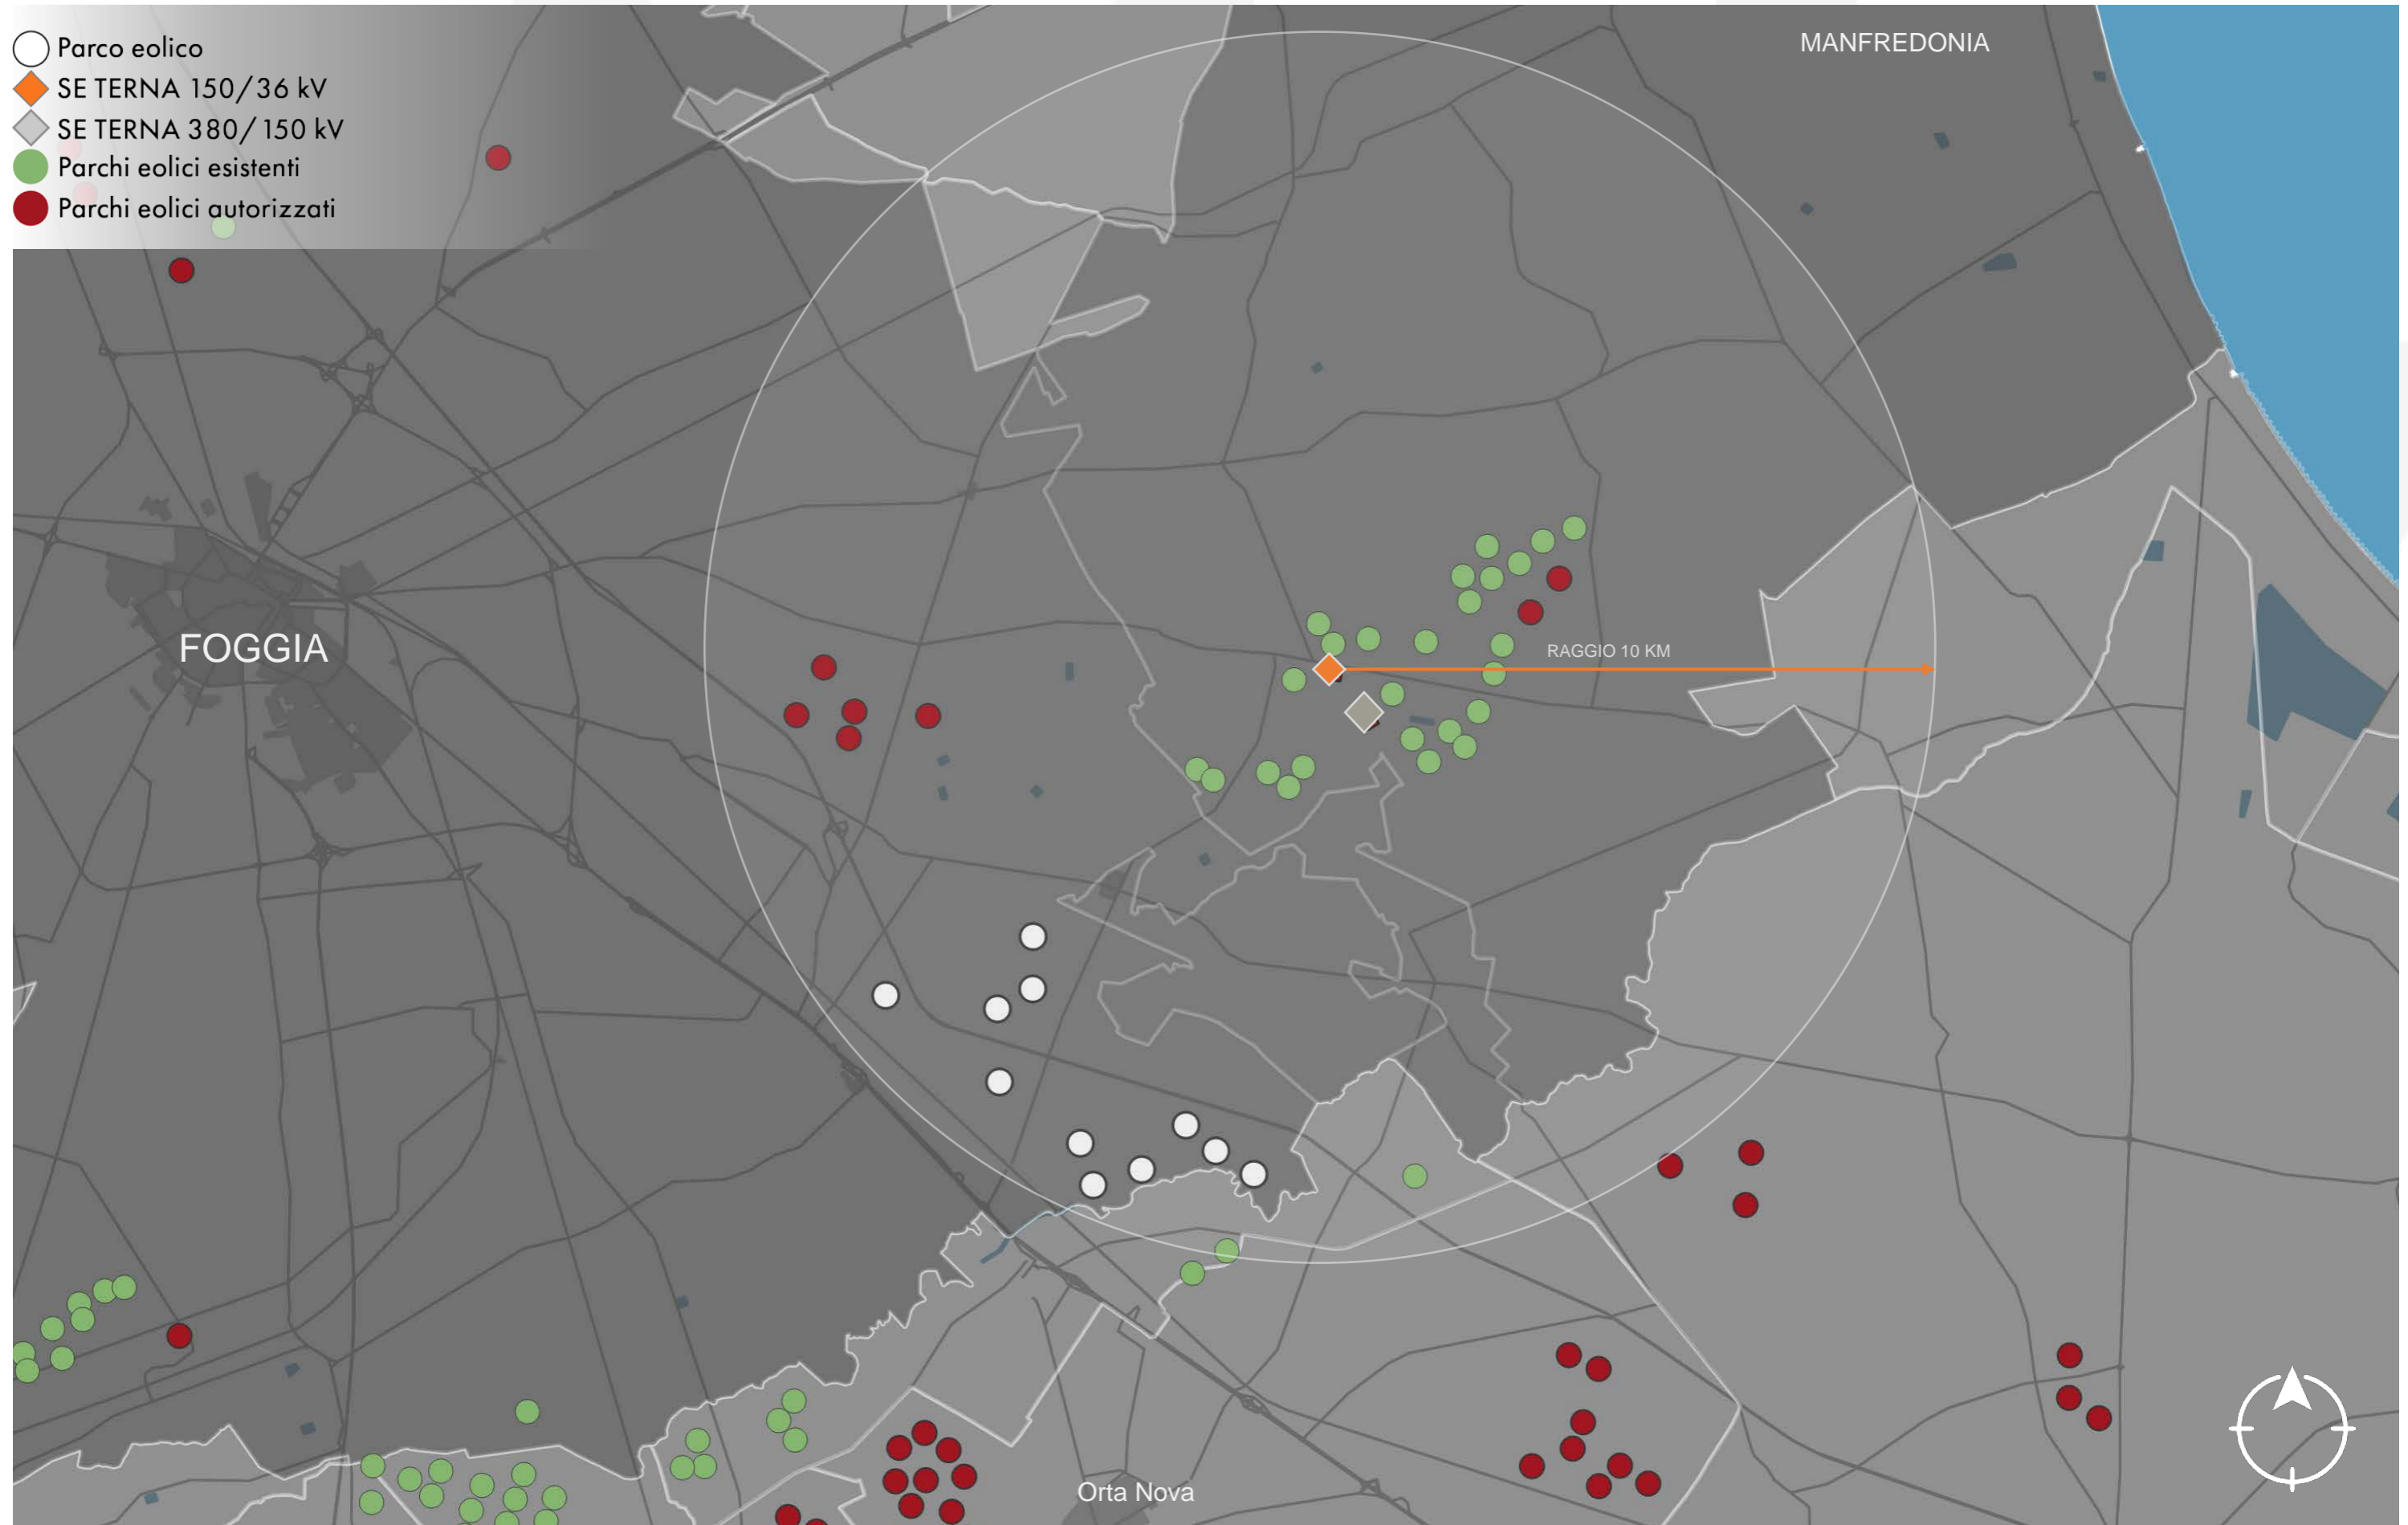 Parco eolico
SE TERNA 150/36 kV
SE TERNA 380/150 kV
Parchi eolici esistenti
Parchi eolici autorizzati
MANFREDONIA
FOGGIA
RAGGIO 10 KM
Orta Nova